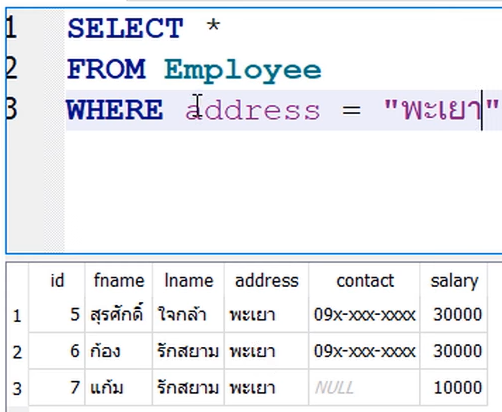 1 SELECT *
2 FROM Employee
3 WHERE address = "พะเยา"
id fname lname address contact salary
1 5 สุรศักดิ์ ใจกล้า พะเยา 09x-xxx-xxxx 30000
2 6 ก้อง รักสยาม พะเยา 09x-xxx-xxxx 30000
3 7 แก้ม รักสยาม พะเยา NULL 10000